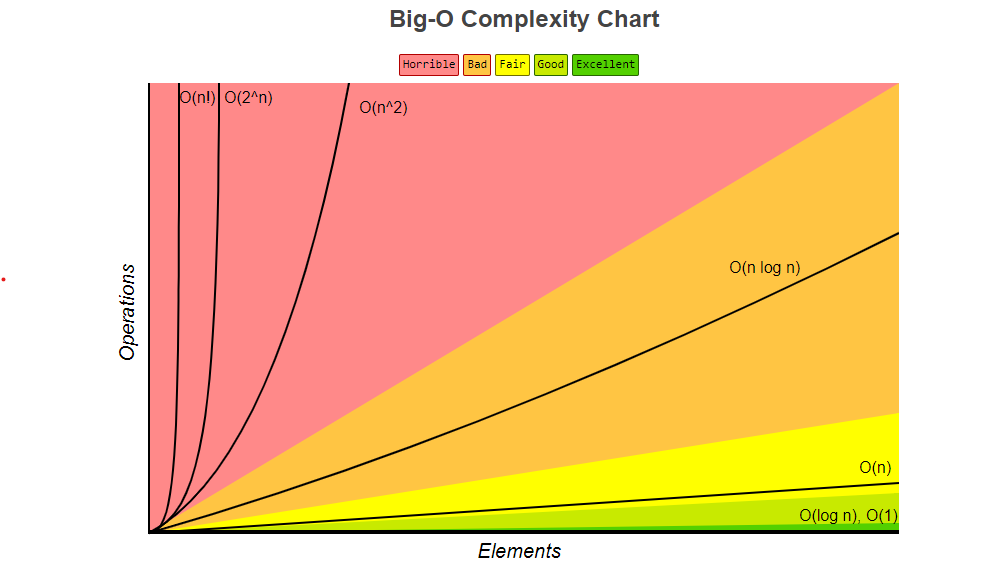 Big-O Complexity Chart
Horrible Bad Fair Good Excellent
O(n!) O(2^n)
O(n^2)
O(n log n)
O(n)
O(log n), O(1)
Operations
Elements